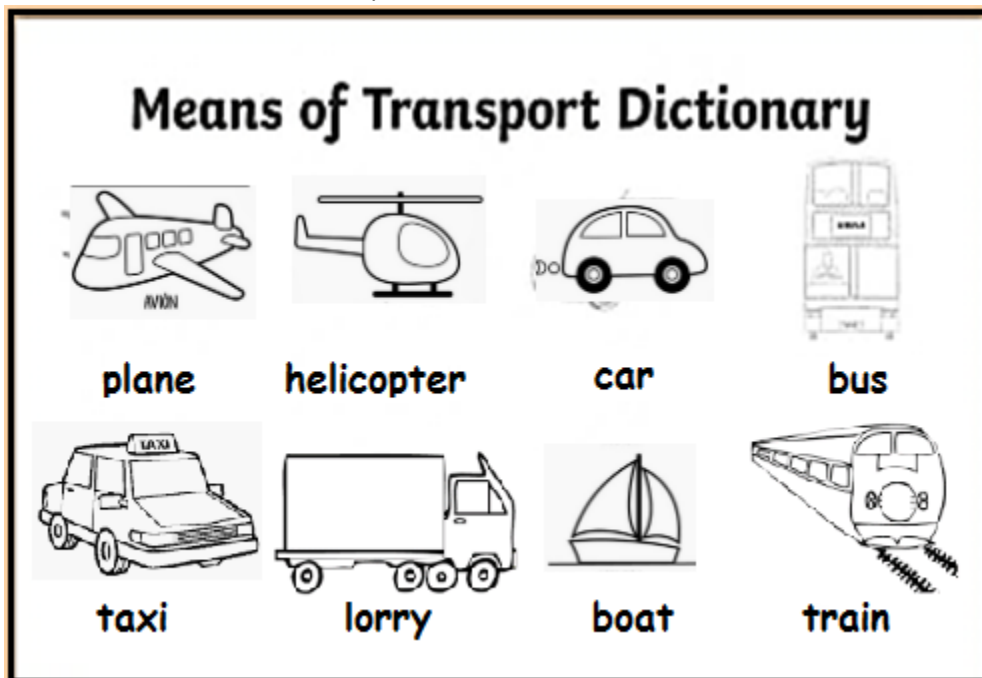 Means of Transport Dictionary
AVIÓN
plane helicopter car bus
TAXI
taxi lorry boat train